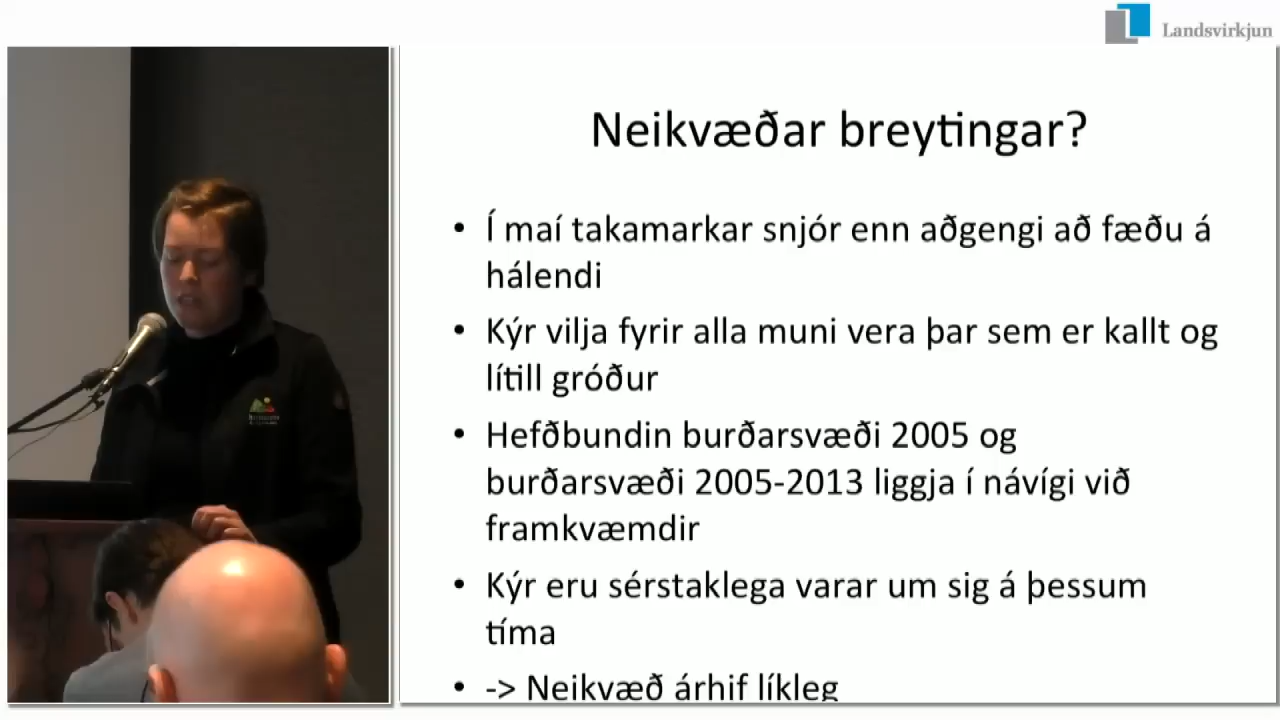 Landsvirkjun
Neikvæðar breytingar?
• Í maí takamarkar snjór enn aðgengi að fæðu á
hálendi
• Kýr vilja fyrir alla muni vera þar sem er kallt og
lítill gróður
• Hefðbundin burðarsvæði 2005 og
burðarsvæði 2005-2013 liggja í návígi við
framkvæmdir
• Kýr eru sérstaklega varar um sig á þessum
tíma
• -> Neikvæð árhif líkleg